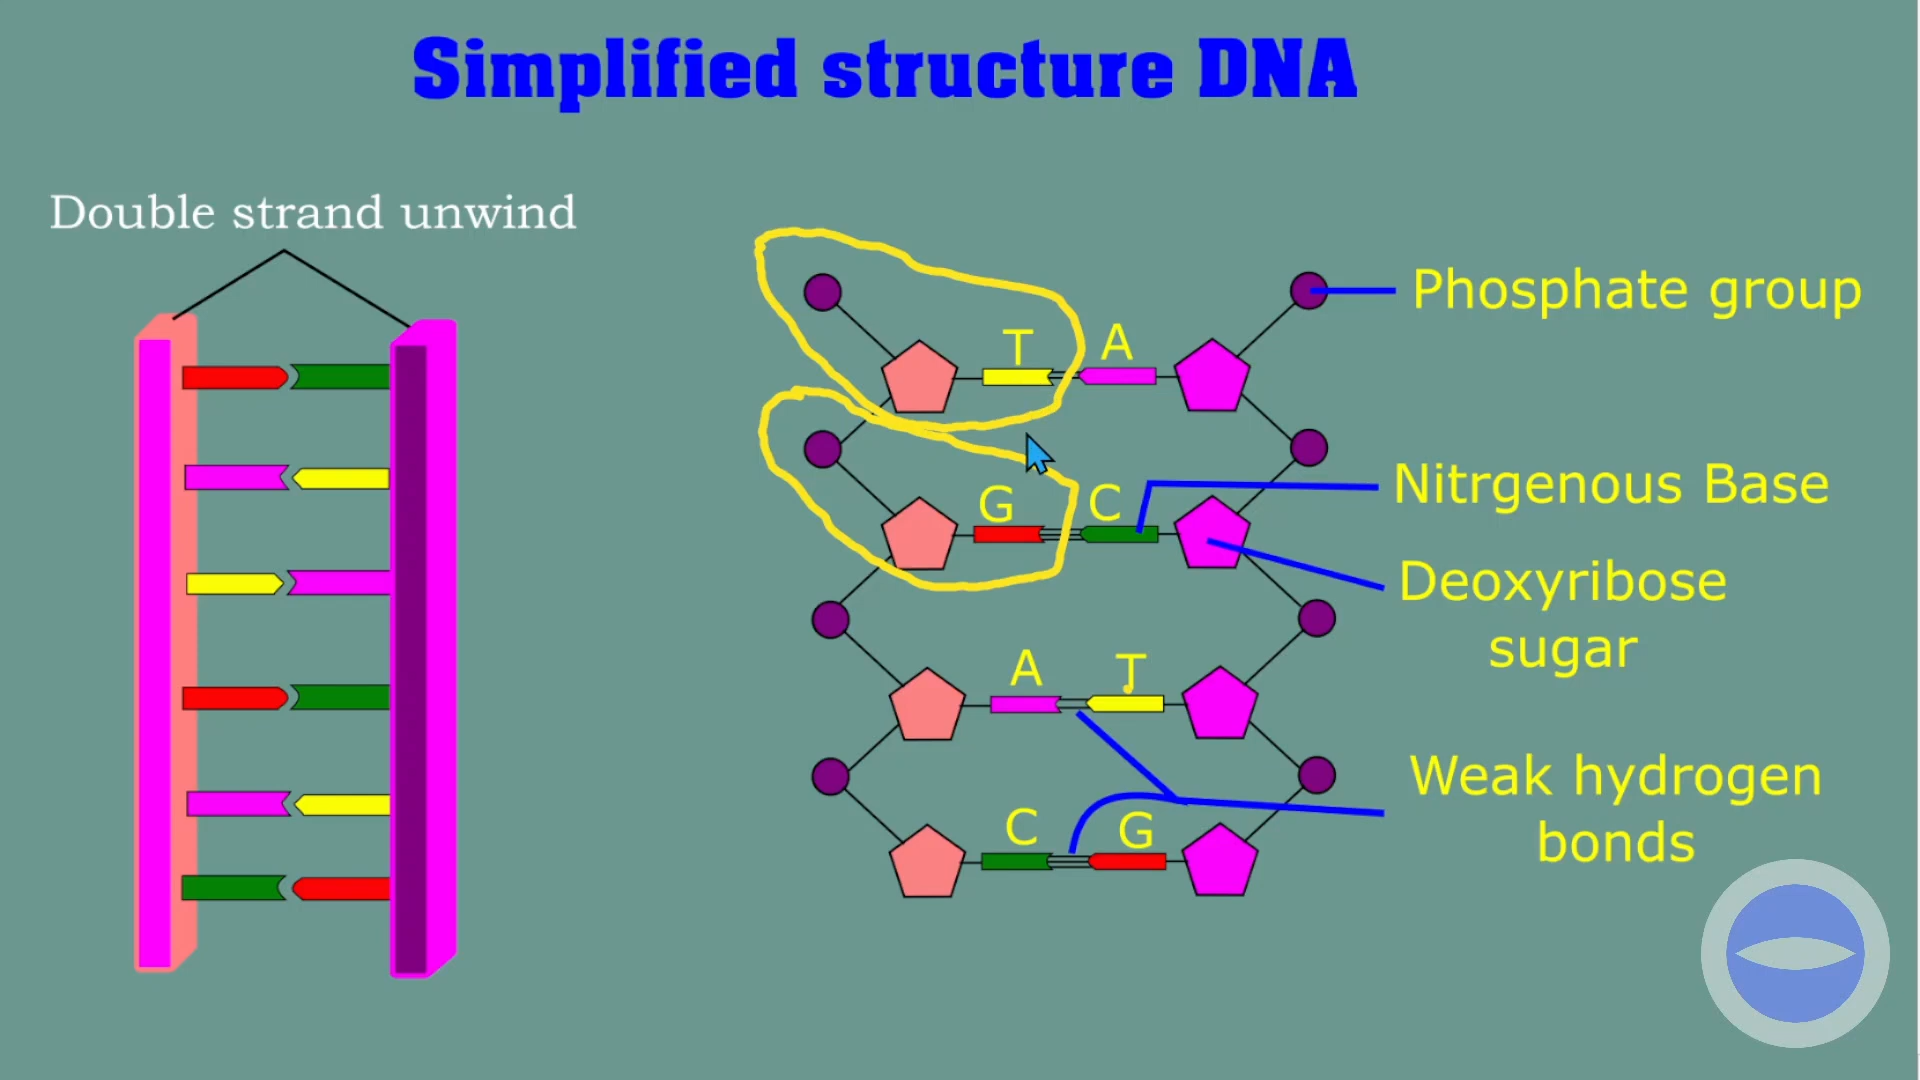 Simplified structure DNA
Double strand unwind
Phosphate group
T A
Nitrgenous Base
G C
Deoxyribose
sugar
A T
Weak hydrogen
bonds
C G